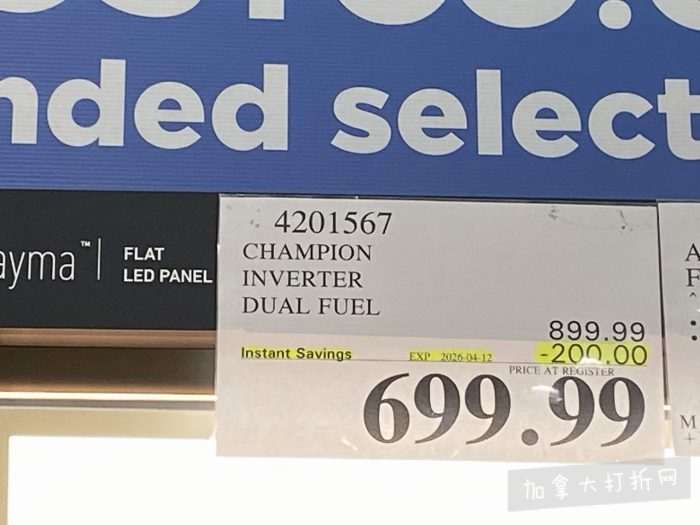 nded select
ayma™ | FLAT
LED PANEL
4201567
CHAMPION
INVERTER
DUAL FUEL
899.99
Instant Savings EXP 2026-04-12 -200.00
PRICE AT REGISTER
699.99
A
F
M
+
加拿大打折网